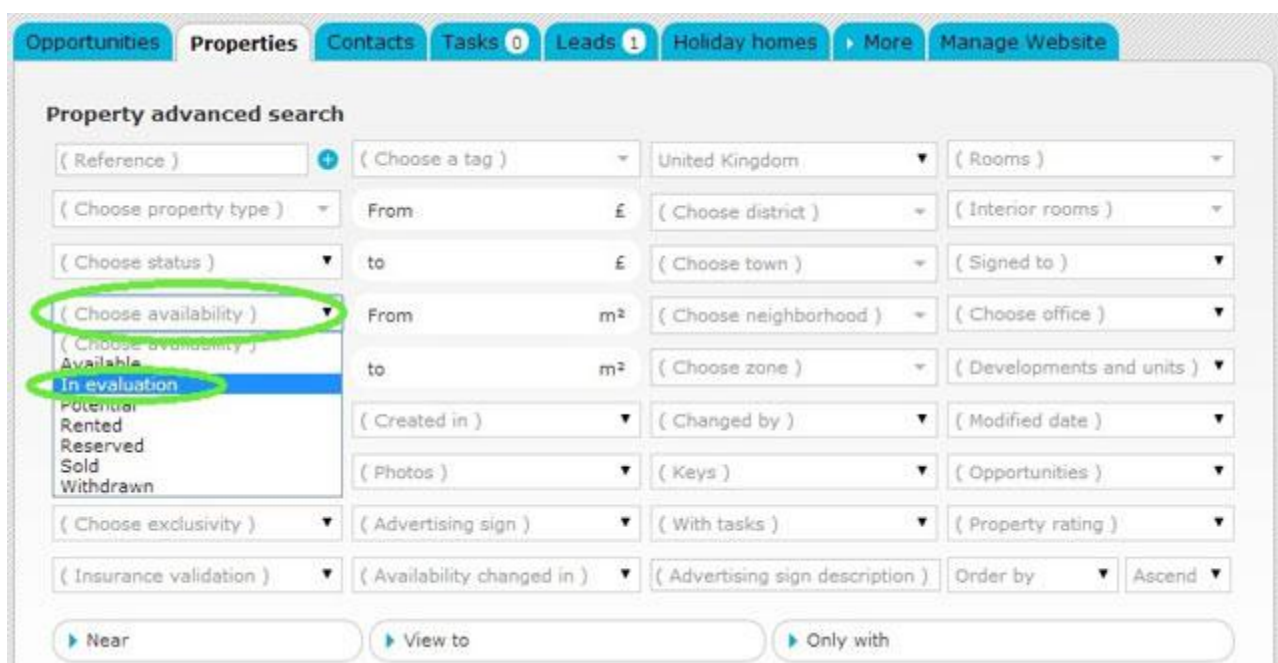 Opportunities Properties Contacts Tasks 0 Leads 1 Holiday homes More Manage Website
Property advanced search
( Reference ) ( Choose a tag ) United Kingdom ( Rooms )
( Choose property type ) From £ ( Choose district ) ( Interior rooms )
( Choose status ) to £ ( Choose town ) ( Signed to )
( Choose availability ) From m² ( Choose neighborhood ) ( Choose office )
( Choose availability )
Available
to m² ( Choose zone ) ( Developments and units )
In evaluation
Potential
Rented
( Created in ) ( Changed by ) ( Modified date )
Reserved
Sold
( Photos ) ( Keys ) ( Opportunities )
Withdrawn
( Choose exclusivity ) ( Advertising sign ) ( With tasks ) ( Property rating )
( Insurance validation ) ( Availability changed in ) ( Advertising sign description ) Order by Ascend
Near View to Only with